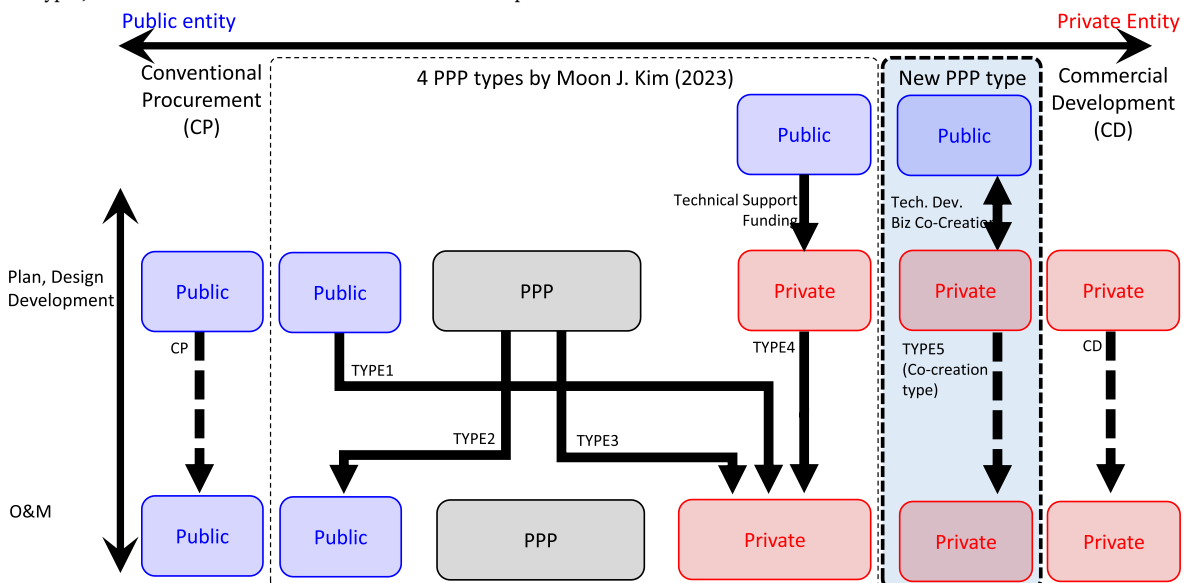 Public entity
Private Entity
Conventional
Procurement
(CP)
4 PPP types by Moon J. Kim (2023)
New PPP type
Commercial
Development
(CD)
Public
Public
Technical Support
Funding
Tech. Dev.
Biz Co-Creation
Plan, Design
Development
Public
Public
PPP
Private
Private
Private
CP
TYPE1
TYPE2
TYPE3
TYPE4
TYPE5
(Co-creation
type)
CD
O&M
Public
Public
PPP
Private
Private
Private